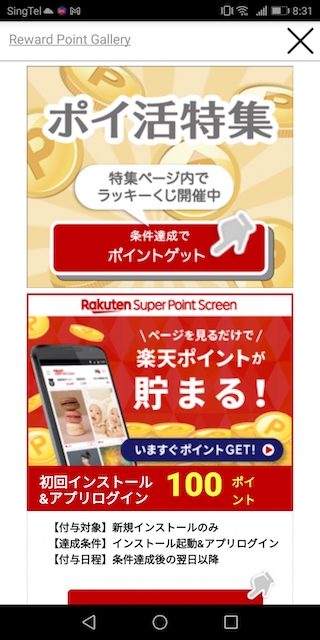 SingTel
8:31
Reward Point Gallery
ポイ活特集
特集ページ内で
ラッキーくじ開催中
条件達成で
ポイントゲット
Rakuten Super Point Screen
\ ページを見るだけで /
楽天ポイントが
貯まる!
いますぐポイントGET!
初回インストール
&アプリログイン
100 ポイント
【付与対象】新規インストールのみ
【達成条件】インストール起動&アプリログイン
【付与日程】条件達成後の翌日以降